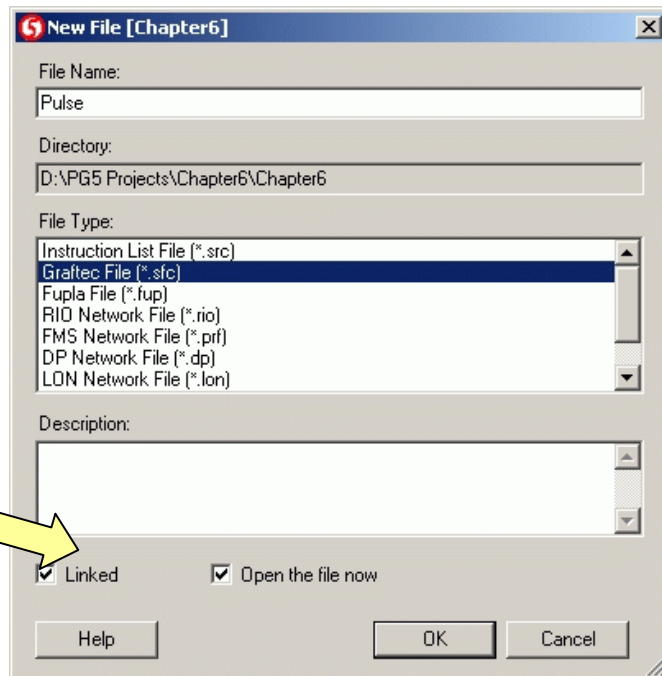 New File [Chapter6]
File Name:
Pulse
Directory:
D:\PG5 Projects\Chapter6\Chapter6
File Type:
Instruction List File (*.src)
Graftec File (*.sfc)
Fupla File (*.fup)
RIO Network File (*.rio)
FMS Network File (*.prf)
DP Network File (*.dp)
LON Network File (*.lon)
Description:
Linked Open the file now
Help OK Cancel